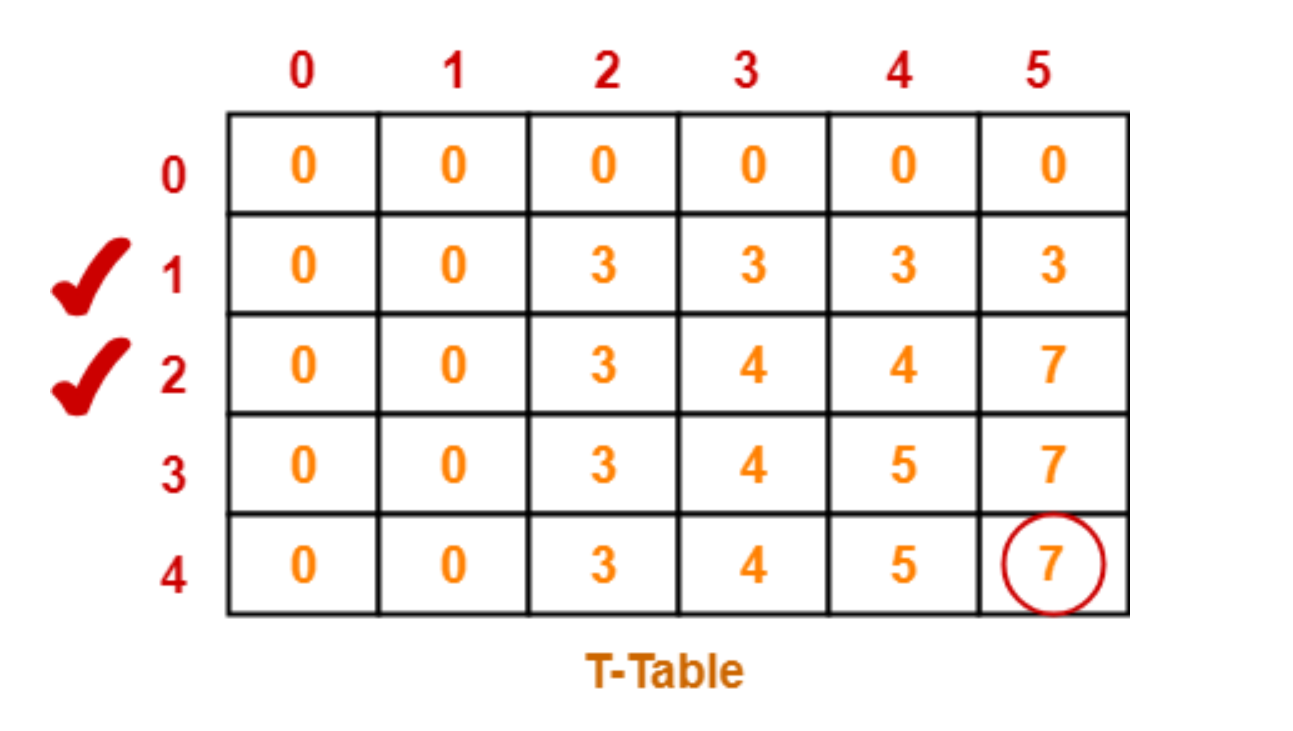 0 1 2 3 4 5
0 0 0 0 0 0 0
1 0 0 3 3 3 3
2 0 0 3 4 4 7
3 0 0 3 4 5 7
4 0 0 3 4 5 7
T-Table